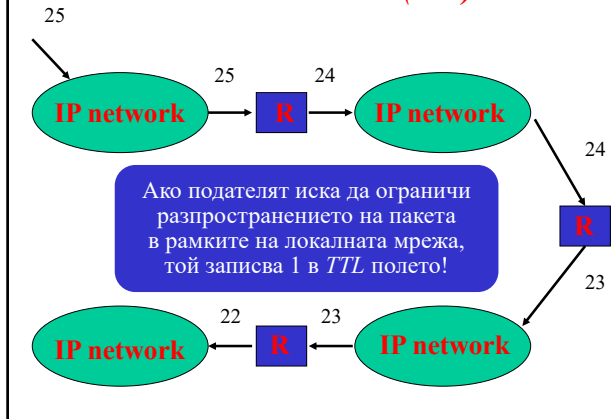 25
25
24
IP network
R
IP network
24
Ако подателят иска да ограничи
разпространението на пакета
в рамките на локалната мрежа,
той записва 1 в TTL полето!
R
23
22
23
IP network
R
IP network